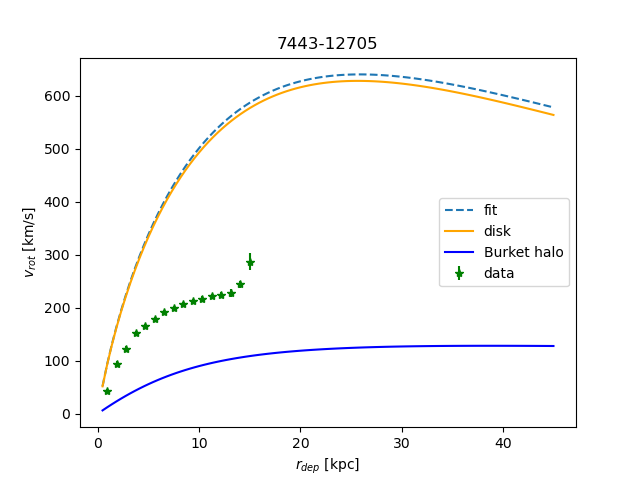 7443-12705
600
500
400
300
200
100
0
v_rot [km/s]
fit
disk
Burket halo
data
0 10 20 30 40
r_dep [kpc]